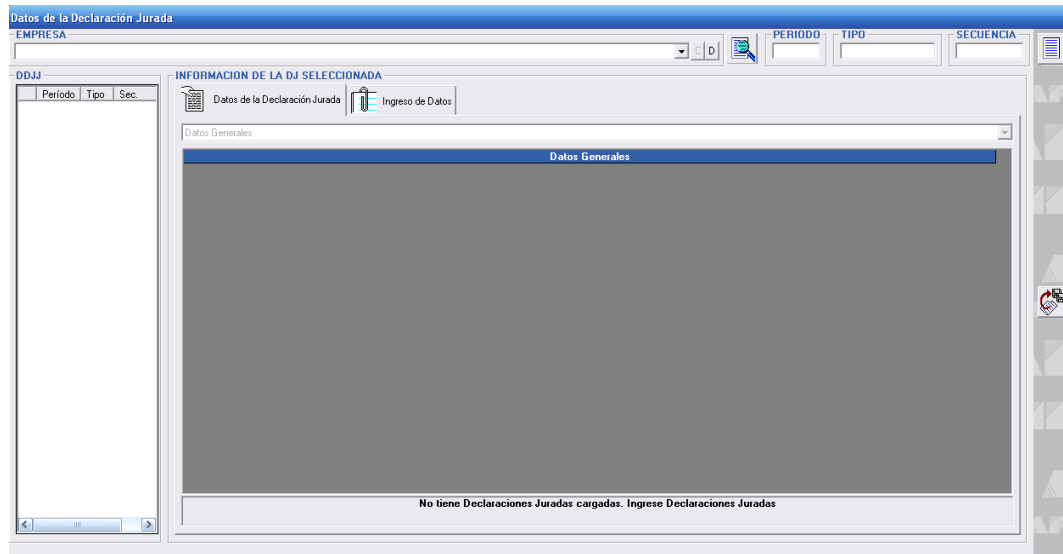 Datos de la Declaración Jurada
EMPRESA
C D
PERIODO
TIPO
SECUENCIA
DDJJ
Período Tipo Sec.
INFORMACION DE LA DJ SELECCIONADA
Datos de la Declaración Jurada
Ingreso de Datos
Datos Generales
Datos Generales
No tiene Declaraciones Juradas cargadas. Ingrese Declaraciones Juradas